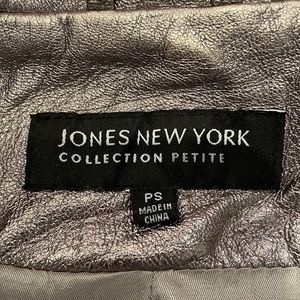 JONES NEW YORK
COLLECTION PETITE
PS
MADE IN
CHINA